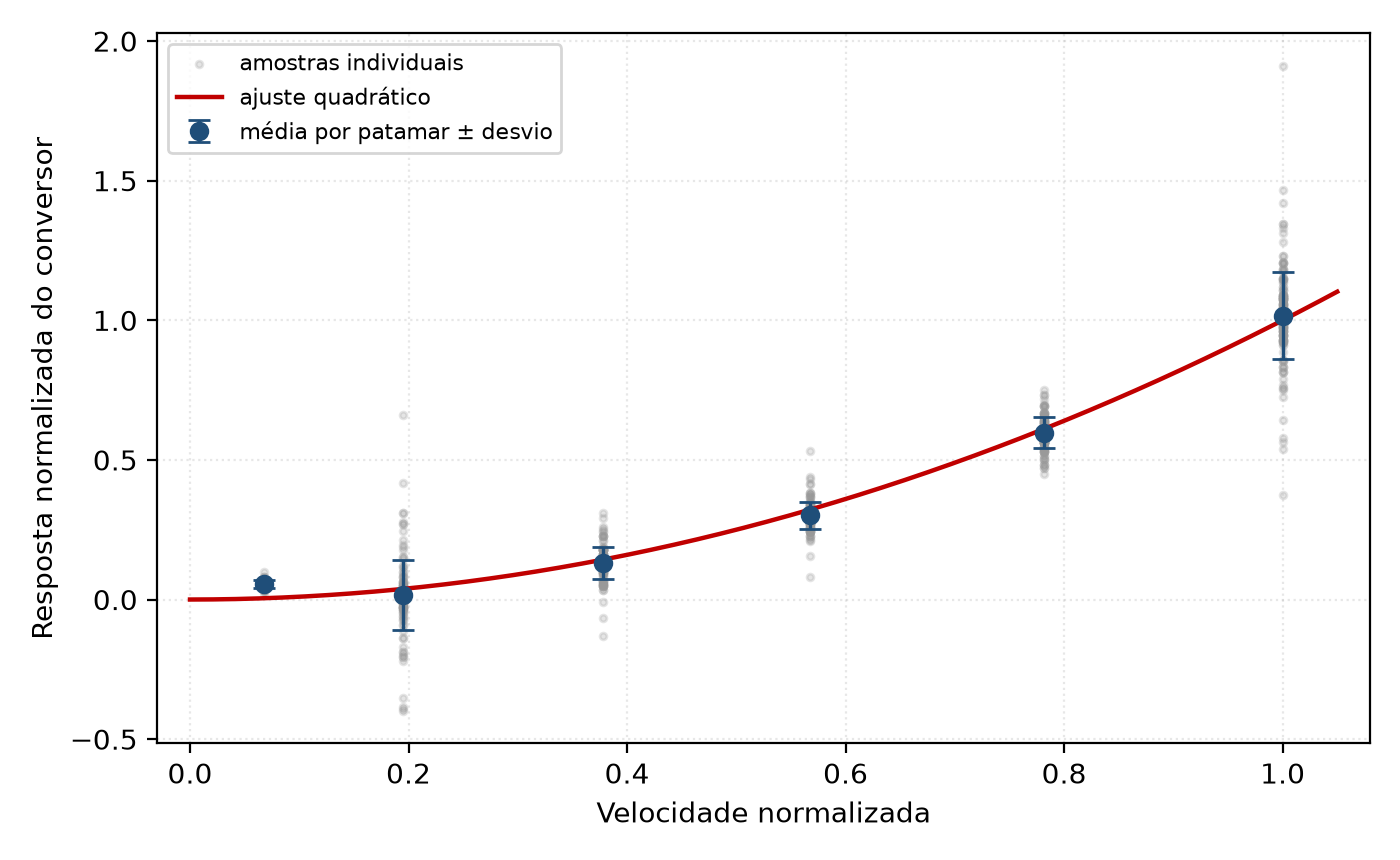 amostras individuais
ajuste quadrático
média por patamar ± desvio
2.0
1.5
1.0
0.5
0.0
−0.5
Resposta normalizada do conversor
0.0 0.2 0.4 0.6 0.8 1.0
Velocidade normalizada